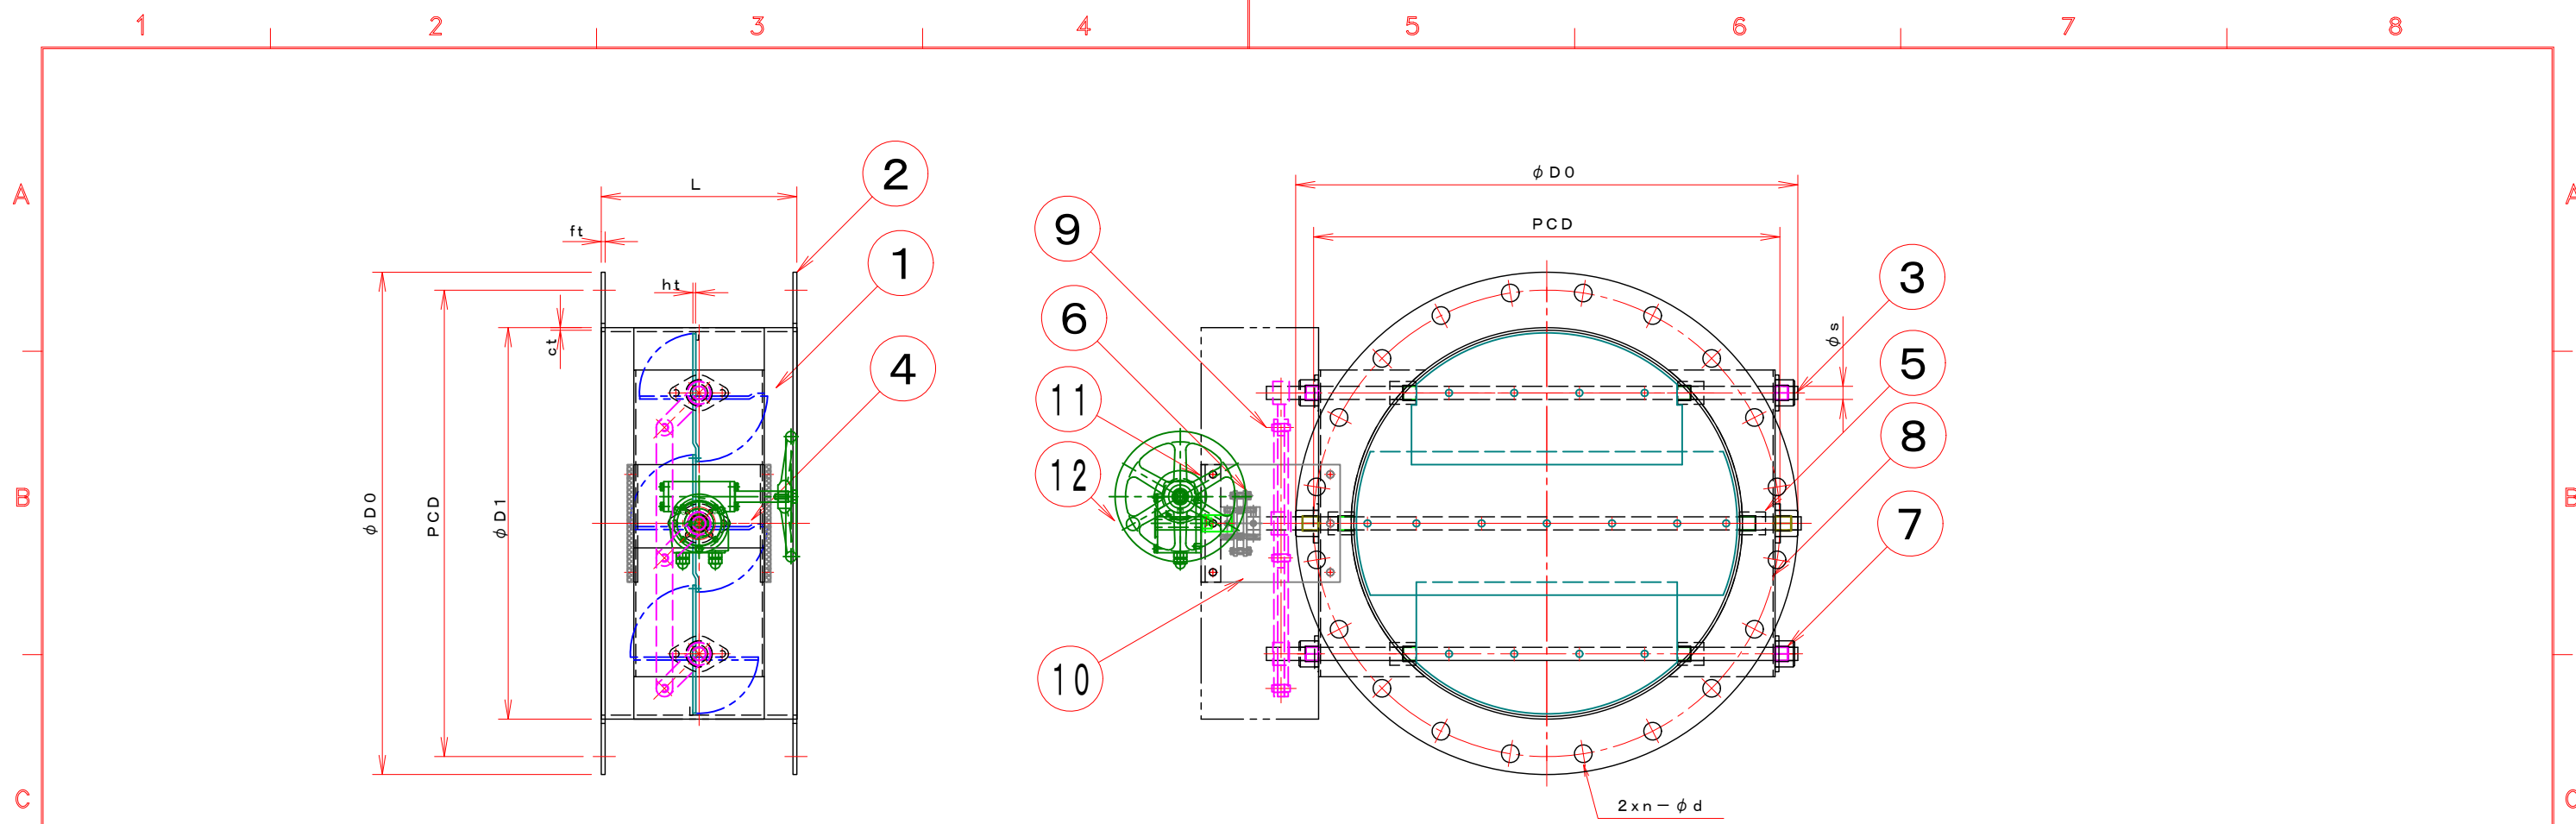 1 2 3 4 5 6 7 8
A A
L
φD0
2
9
PCD
ft
1
3
6
ht
φs
ct
4
5
11
8
12
B B
φD0
PCD
φD1
7
10
C C
2xn-φd